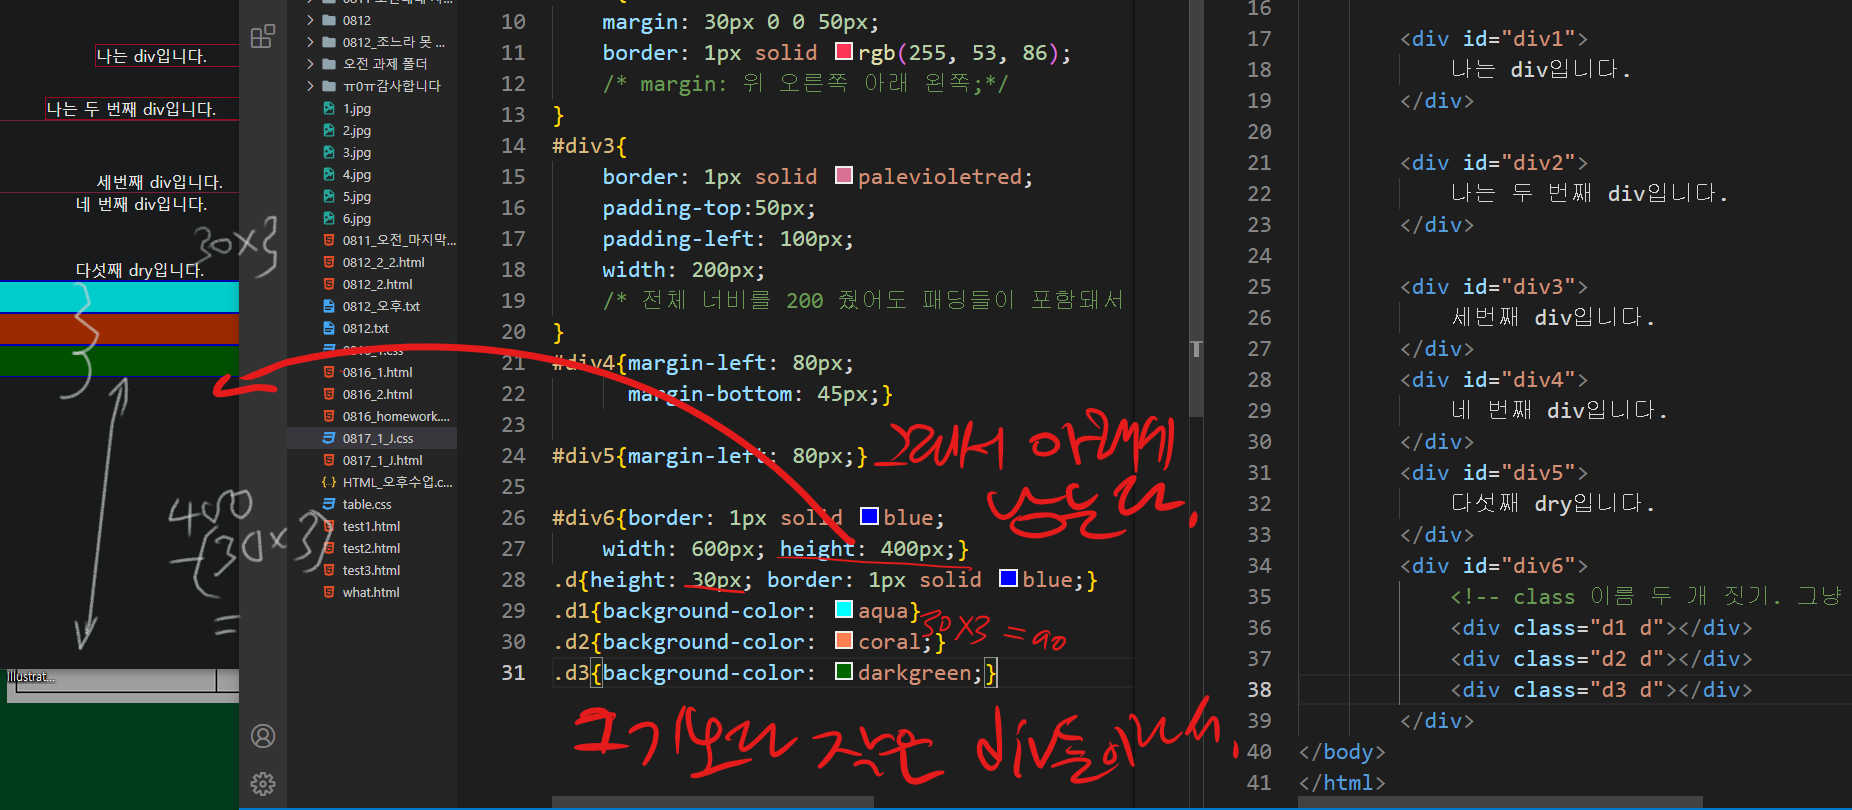 나는 div입니다.
나는 두 번째 div입니다.
세번째 div입니다.
네 번째 div입니다.
30×3
다섯째 dry입니다.
400
-(30×3)
=
Illustrat...
0812
0812_조느라 못 ...
오전 과제 폴더
ㅠ0ㅠ감사합니다
1.jpg
2.jpg
3.jpg
4.jpg
5.jpg
6.jpg
0811_오전_마지막...
0812_2_2.html
0812_2.html
0812_오후.txt
0812.txt
0816_1.css
0816_1.html
0816_2.html
0816_homework....
0817_1_J.css
0817_1_J.html
HTML_오후수업.c...
table.css
test1.html
test2.html
test3.html
what.html
10 margin: 30px 0 0 50px;
11 border: 1px solid rgb(255, 53, 86);
12 /* margin: 위 오른쪽 아래 왼쪽;*/
13 }
14 #div3{
15 border: 1px solid palevioletred;
16 padding-top:50px;
17 padding-left: 100px;
18 width: 200px;
19 /* 전체 너비를 200 줬어도 패딩들이 포함돼서
20 }
21 #div4{margin-left: 80px;
22 margin-bottom: 45px;}
23
24 #div5{margin-left: 80px;}
25
26 #div6{border: 1px solid blue;
27 width: 600px; height: 400px;}
28 .d{height: 30px; border: 1px solid blue;}
29 .d1{background-color: aqua}
30 .d2{background-color: coral;}
31 .d3{background-color: darkgreen;}
그래서 아래에
남는다.
30×3=90
크기보다 작은 div들이라서.
16
17 <div id="div1">
18 나는 div입니다.
19 </div>
20
21 <div id="div2">
22 나는 두 번째 div입니다.
23 </div>
24
25 <div id="div3">
26 세번째 div입니다.
27 </div>
28 <div id="div4">
29 네 번째 div입니다.
30 </div>
31 <div id="div5">
32 다섯째 dry입니다.
33 </div>
34 <div id="div6">
35 <!-- class 이름 두 개 짓기. 그냥
36 <div class="d1 d"></div>
37 <div class="d2 d"></div>
38 <div class="d3 d"></div>
39 </div>
40 </body>
41 </html>